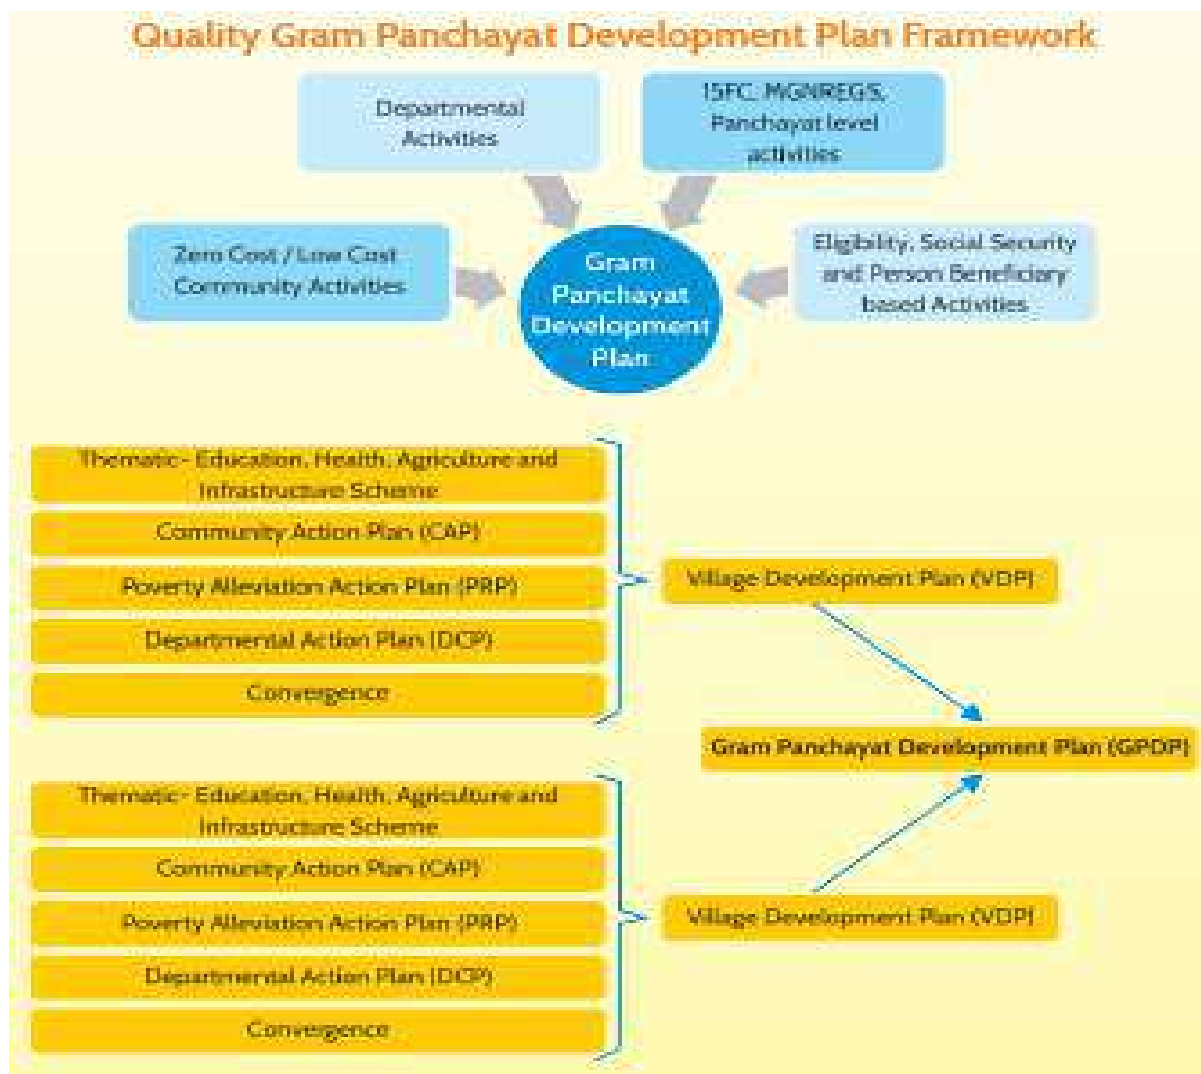 Quality Gram Panchayat Development Plan Framework
Departmental
Activities
15FC, MGNREGS,
Panchayat level
activities
Zero Cost / Low Cost
Community Activities
Gram
Panchayat
Development
Plan
Eligibility, Social Security
and Person Beneficiary
based Activities
Thematic- Education, Health, Agriculture and
Infrastructure Scheme
Community Action Plan (CAP)
Poverty Alleviation Action Plan (PRP)
Departmental Action Plan (DCP)
Convergence
Village Development Plan (VDP)
Gram Panchayat Development Plan (GPDP)
Thematic- Education, Health, Agriculture and
Infrastructure Scheme
Community Action Plan (CAP)
Poverty Alleviation Action Plan (PRP)
Departmental Action Plan (DCP)
Convergence
Village Development Plan (VDP)